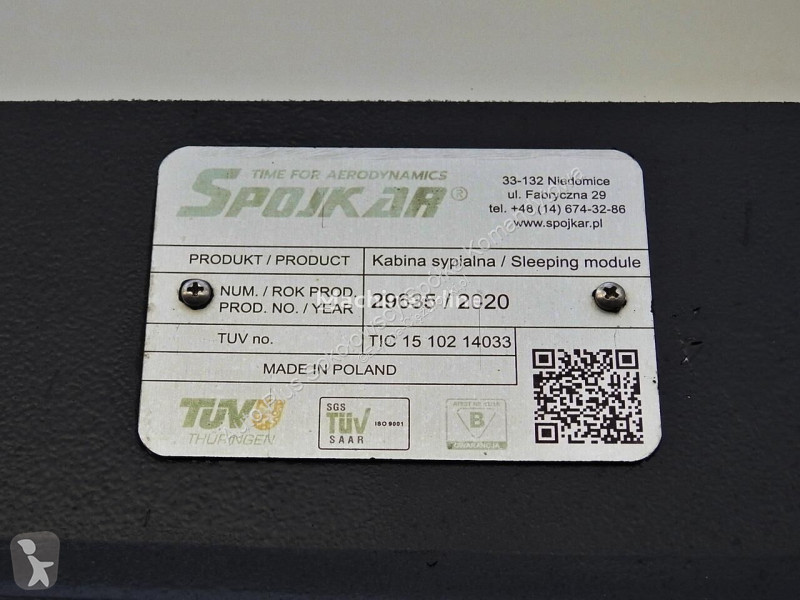 TIME FOR AERODYNAMICS
SPOJKAR®
33-132 Niedomice
ul. Fabryczna 29
tel. +48 (14) 674-32-86
www.spojkar.pl
PRODUKT / PRODUCT
Kabina sypialna / Sleeping module
NUM. / ROK PROD.
PROD. NO. / YEAR
29635 / 2020
TUV no.
TIC 15 102 14033
MADE IN POLAND
TÜV
THÜRINGEN
SGS
TÜV
SAAR
ISO 9001
B